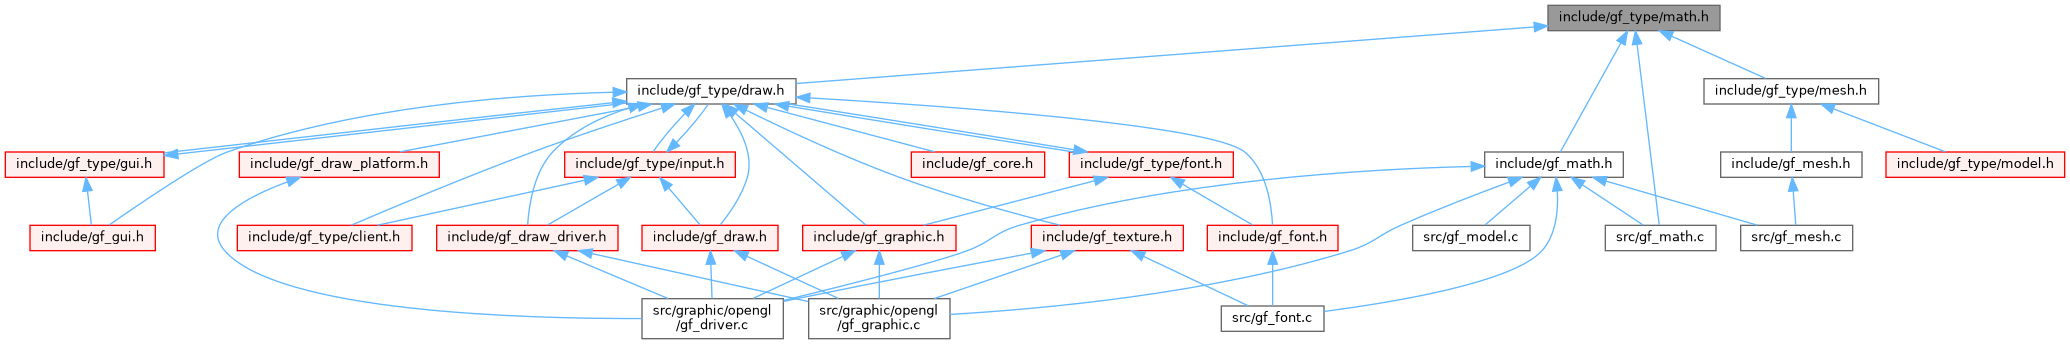 include/gf_type/math.h
include/gf_type/draw.h
include/gf_type/mesh.h
include/gf_type/gui.h
include/gf_draw_platform.h
include/gf_type/input.h
include/gf_core.h
include/gf_type/font.h
include/gf_math.h
include/gf_mesh.h
include/gf_type/model.h
include/gf_gui.h
include/gf_type/client.h
include/gf_draw_driver.h
include/gf_draw.h
include/gf_graphic.h
include/gf_texture.h
include/gf_font.h
src/gf_model.c
src/gf_math.c
src/gf_mesh.c
src/graphic/opengl
/gf_driver.c
src/graphic/opengl
/gf_graphic.c
src/gf_font.c